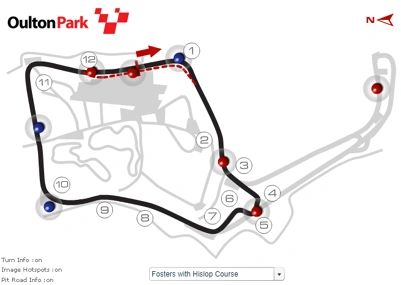 OultonPark
N
12
1
11
2
3
10
4
6
9
8
7
5
Turn Info :on
Image Hotspots :on
Pit Road Info :on
Fosters with Hislop Course